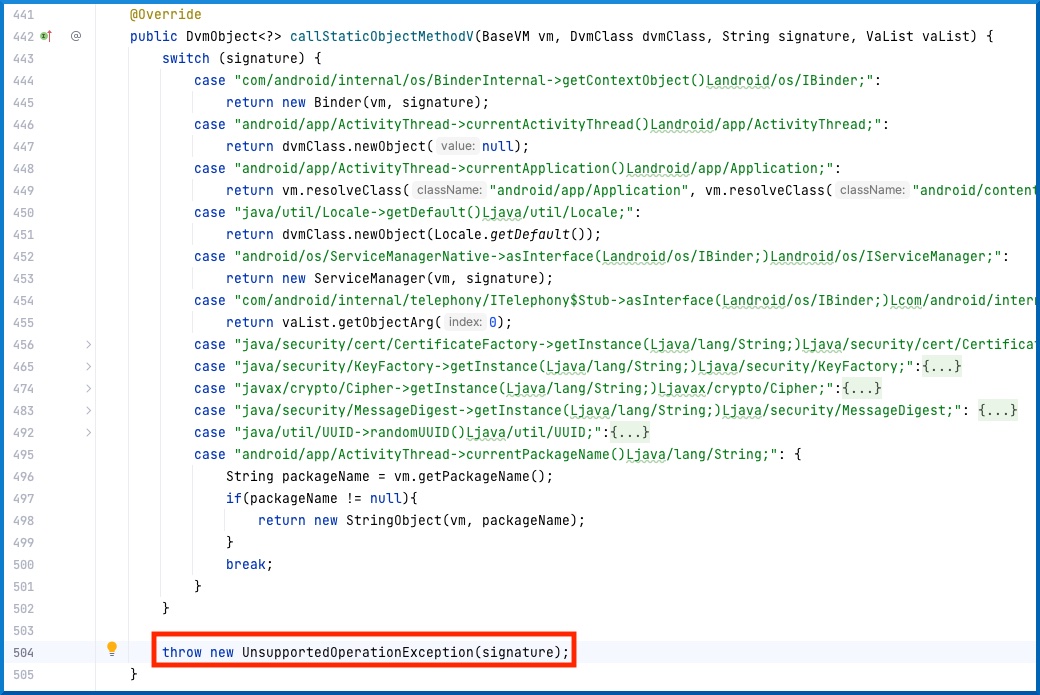 441 @Override
442 @ public DvmObject<?> callStaticObjectMethodV(BaseVM vm, DvmClass dvmClass, String signature, VaList vaList) {
443 switch (signature) {
444 case "com/android/internal/os/BinderInternal->getContextObject()Landroid/os/IBinder;":
445 return new Binder(vm, signature);
446 case "android/app/ActivityThread->currentActivityThread()Landroid/app/ActivityThread;":
447 return dvmClass.newObject( value: null);
448 case "android/app/ActivityThread->currentApplication()Landroid/app/Application;":
449 return vm.resolveClass( className: "android/app/Application", vm.resolveClass( className: "android/content
450 case "java/util/Locale->getDefault()Ljava/util/Locale;":
451 return dvmClass.newObject(Locale.getDefault());
452 case "android/os/ServiceManagerNative->asInterface(Landroid/os/IBinder;)Landroid/os/IServiceManager;":
453 return new ServiceManager(vm, signature);
454 case "com/android/internal/telephony/ITelephony$Stub->asInterface(Landroid/os/IBinder;)Lcom/android/inter
455 return vaList.getObjectArg( index: 0);
456 case "java/security/cert/CertificateFactory->getInstance(Ljava/lang/String;)Ljava/security/cert/Certificat
465 case "java/security/KeyFactory->getInstance(Ljava/lang/String;)Ljava/security/KeyFactory;":{...}
474 case "javax/crypto/Cipher->getInstance(Ljava/lang/String;)Ljavax/crypto/Cipher;":{...}
483 case "java/security/MessageDigest->getInstance(Ljava/lang/String;)Ljava/security/MessageDigest;": {...}
492 case "java/util/UUID->randomUUID()Ljava/util/UUID;":{...}
495 case "android/app/ActivityThread->currentPackageName()Ljava/lang/String;": {
496 String packageName = vm.getPackageName();
497 if(packageName != null){
498 return new StringObject(vm, packageName);
499 }
500 break;
501 }
502 }
503
504 throw new UnsupportedOperationException(signature);
505 }